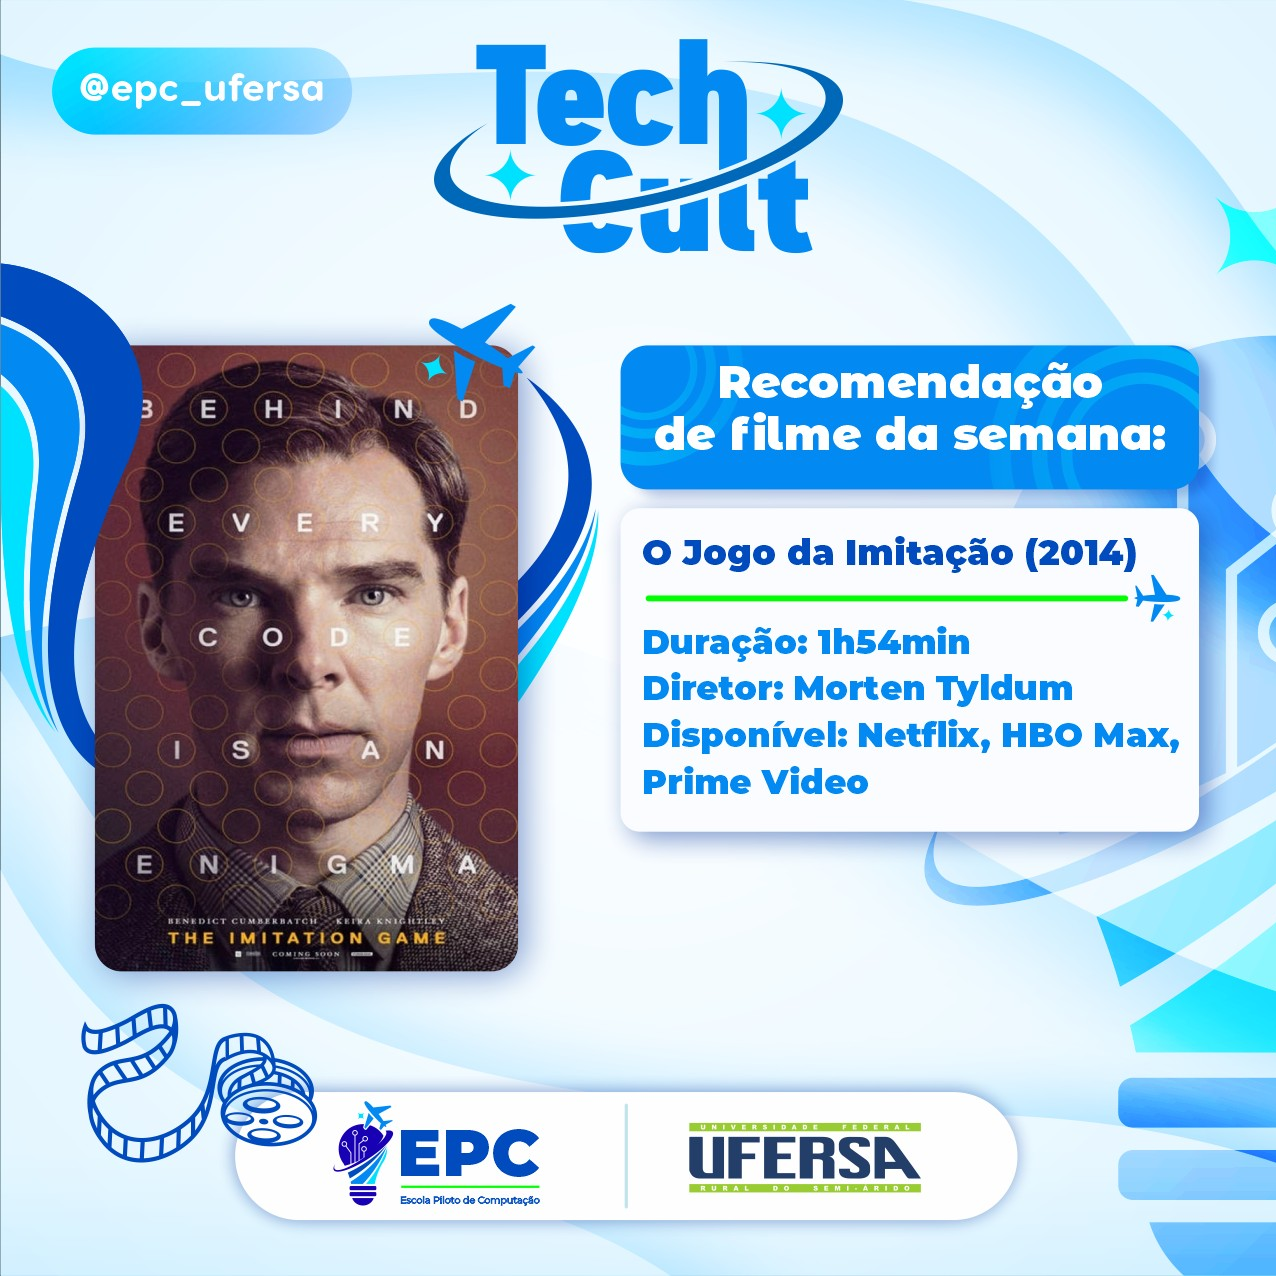 @epc_ufersa
Tech
Cult
BEHIND
EVERY
CODE
IS AN
ENIGMA
BENEDICT CUMBERBATCH KEIRA KNIGHTLEY
THE IMITATION GAME
COMING SOON
Recomendação
de filme da semana:
O Jogo da Imitação (2014)
Duração: 1h54min
Diretor: Morten Tyldum
Disponível: Netflix, HBO Max,
Prime Video
EPC
Escola Piloto de Computação
UNIVERSIDADE FEDERAL
UFERSA
RURAL DO SEMI-ÁRIDO